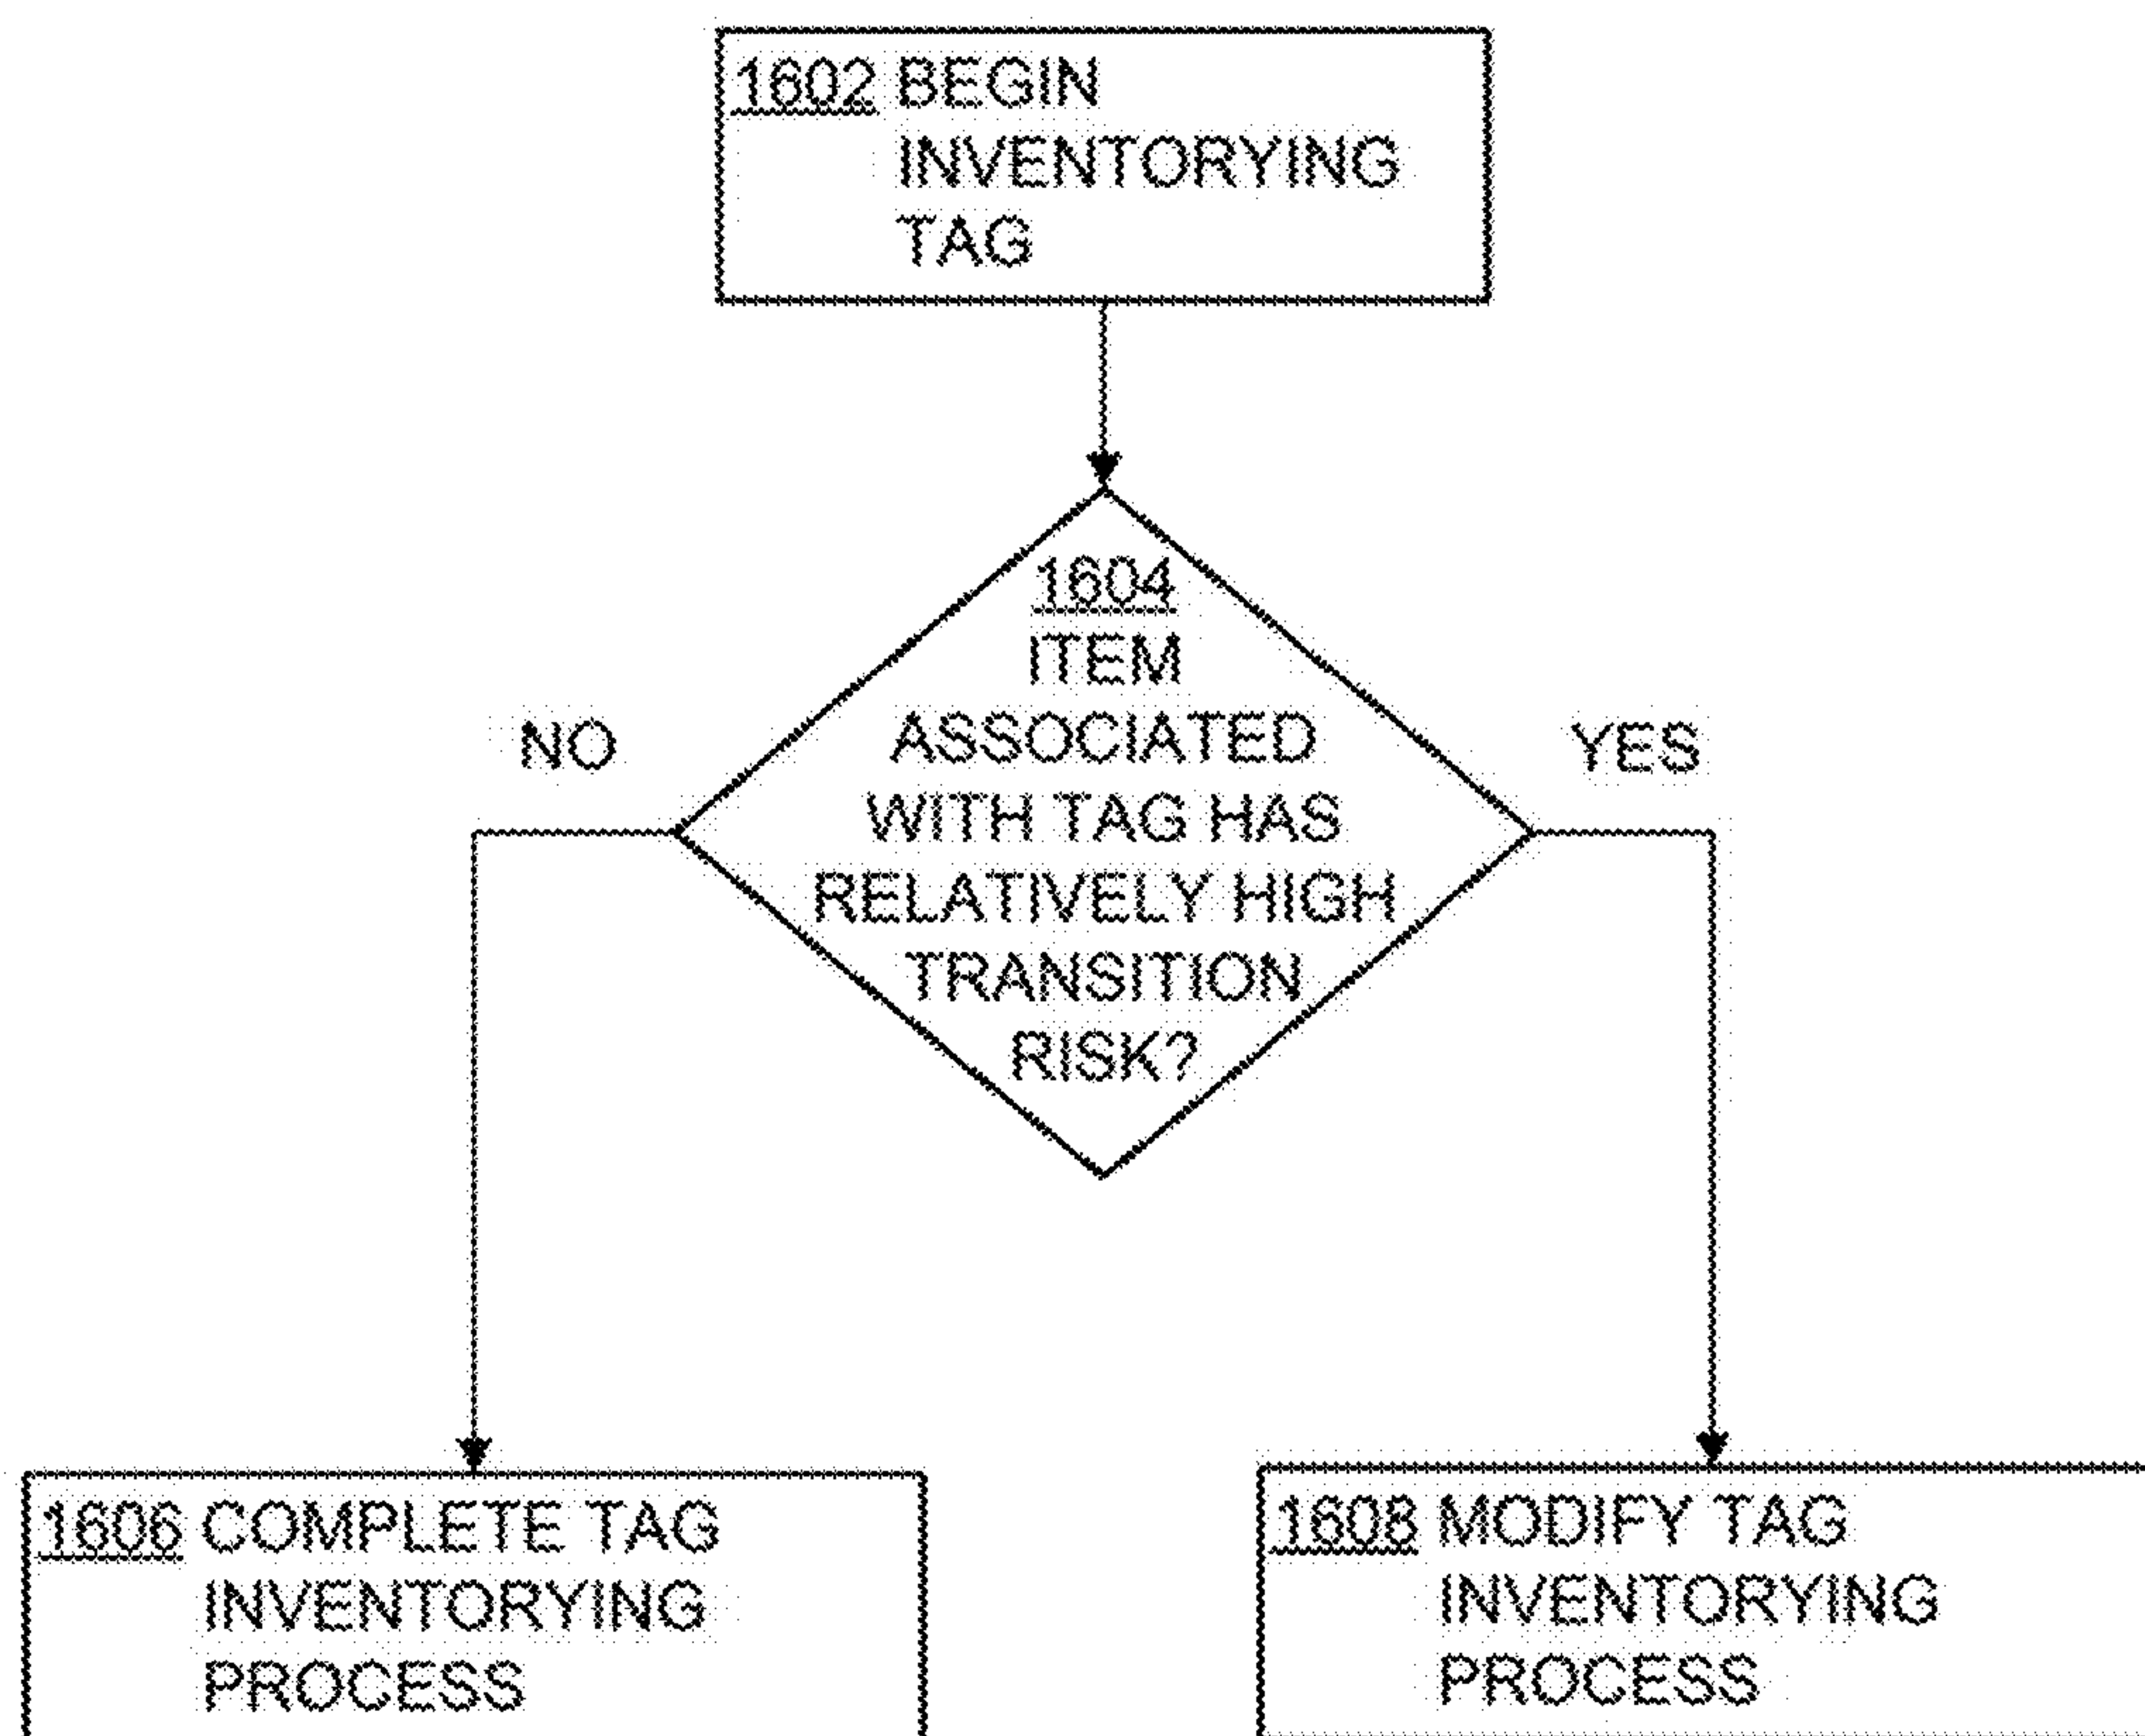 1602 BEGIN
INVENTORYING
TAG
1604
ITEM
ASSOCIATED
WITH TAG HAS
RELATIVELY HIGH
TRANSITION
RISK?
NO
YES
1606 COMPLETE TAG
INVENTORYING
PROCESS
1608 MODIFY TAG
INVENTORYING
PROCESS